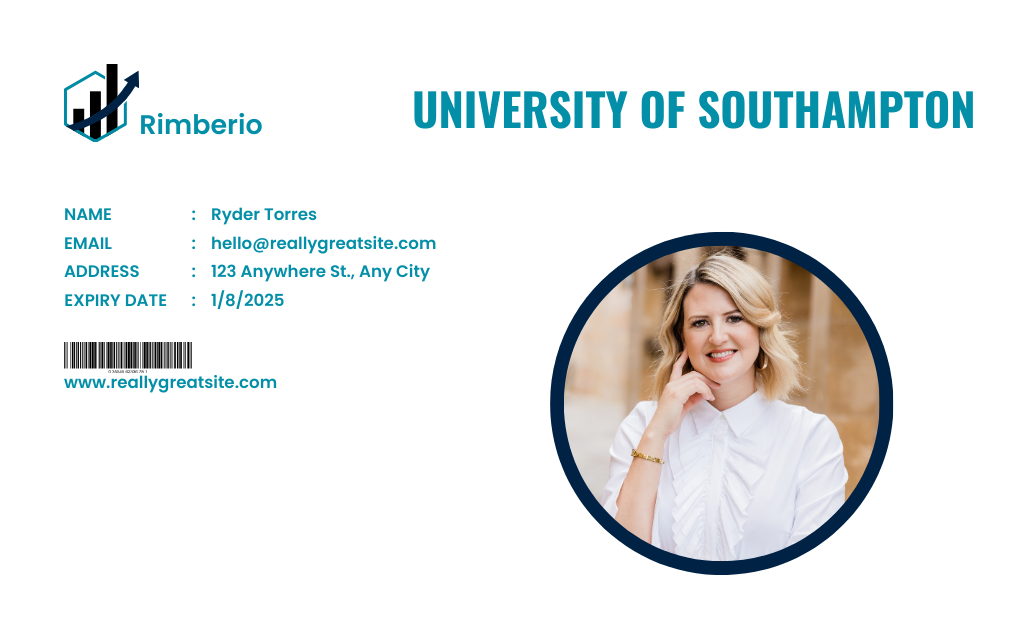 Rimberio
UNIVERSITY OF SOUTHAMPTON
NAME : Ryder Torres
EMAIL : hello@reallygreatsite.com
ADDRESS : 123 Anywhere St., Any City
EXPIRY DATE : 1/8/2025
www.reallygreatsite.com